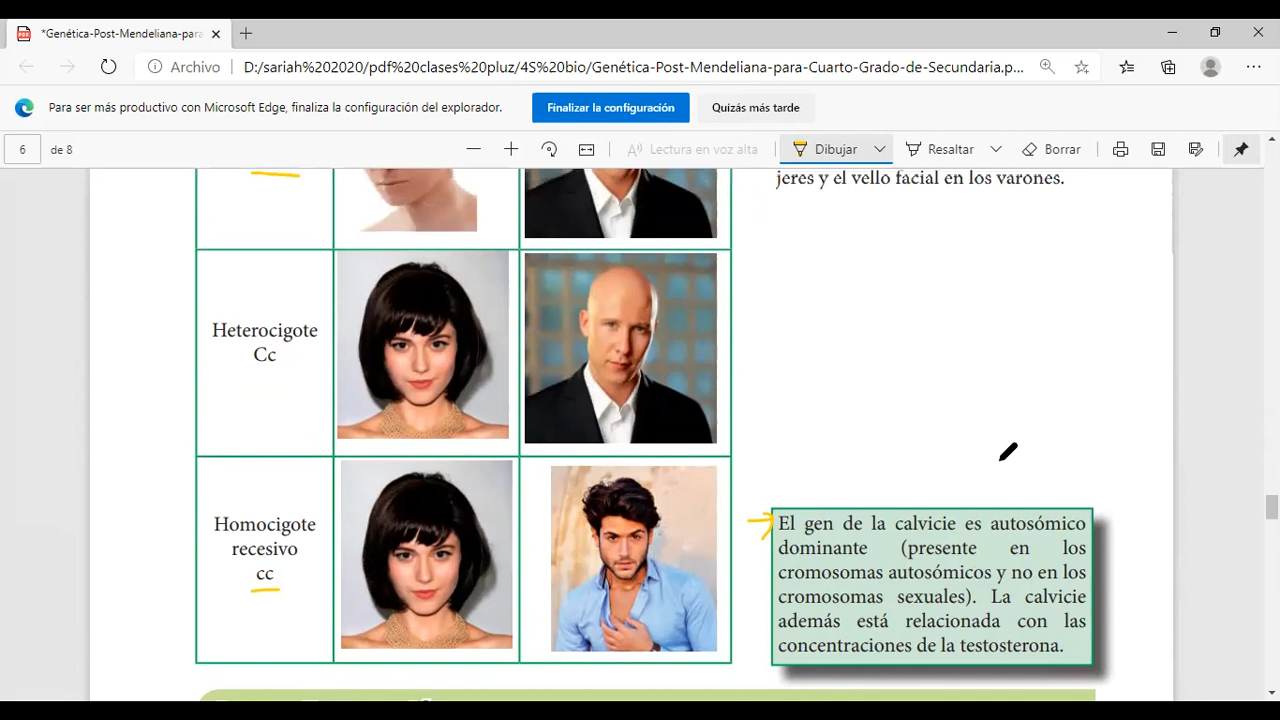 *Genética-Post-Mendeliana-para
Archivo
D:/sariah%202020/pdf%20clases%20pluz/4S%20bio/Genética-Post-Mendeliana-para-Cuarto-Grado-de-Secundaria.p...
Para ser más productivo con Microsoft Edge, finaliza la configuración del explorador.
Finalizar la configuración
Quizás más tarde
6 de 8
Lectura en voz alta
Dibujar
Resaltar
Borrar
jeres y el vello facial en los varones.
Heterocigote
Cc
Homocigote
recesivo
cc
El gen de la calvicie es autosómico
dominante (presente en los
cromosomas autosómicos y no en los
cromosomas sexuales). La calvicie
además está relacionada con las
concentraciones de la testosterona.